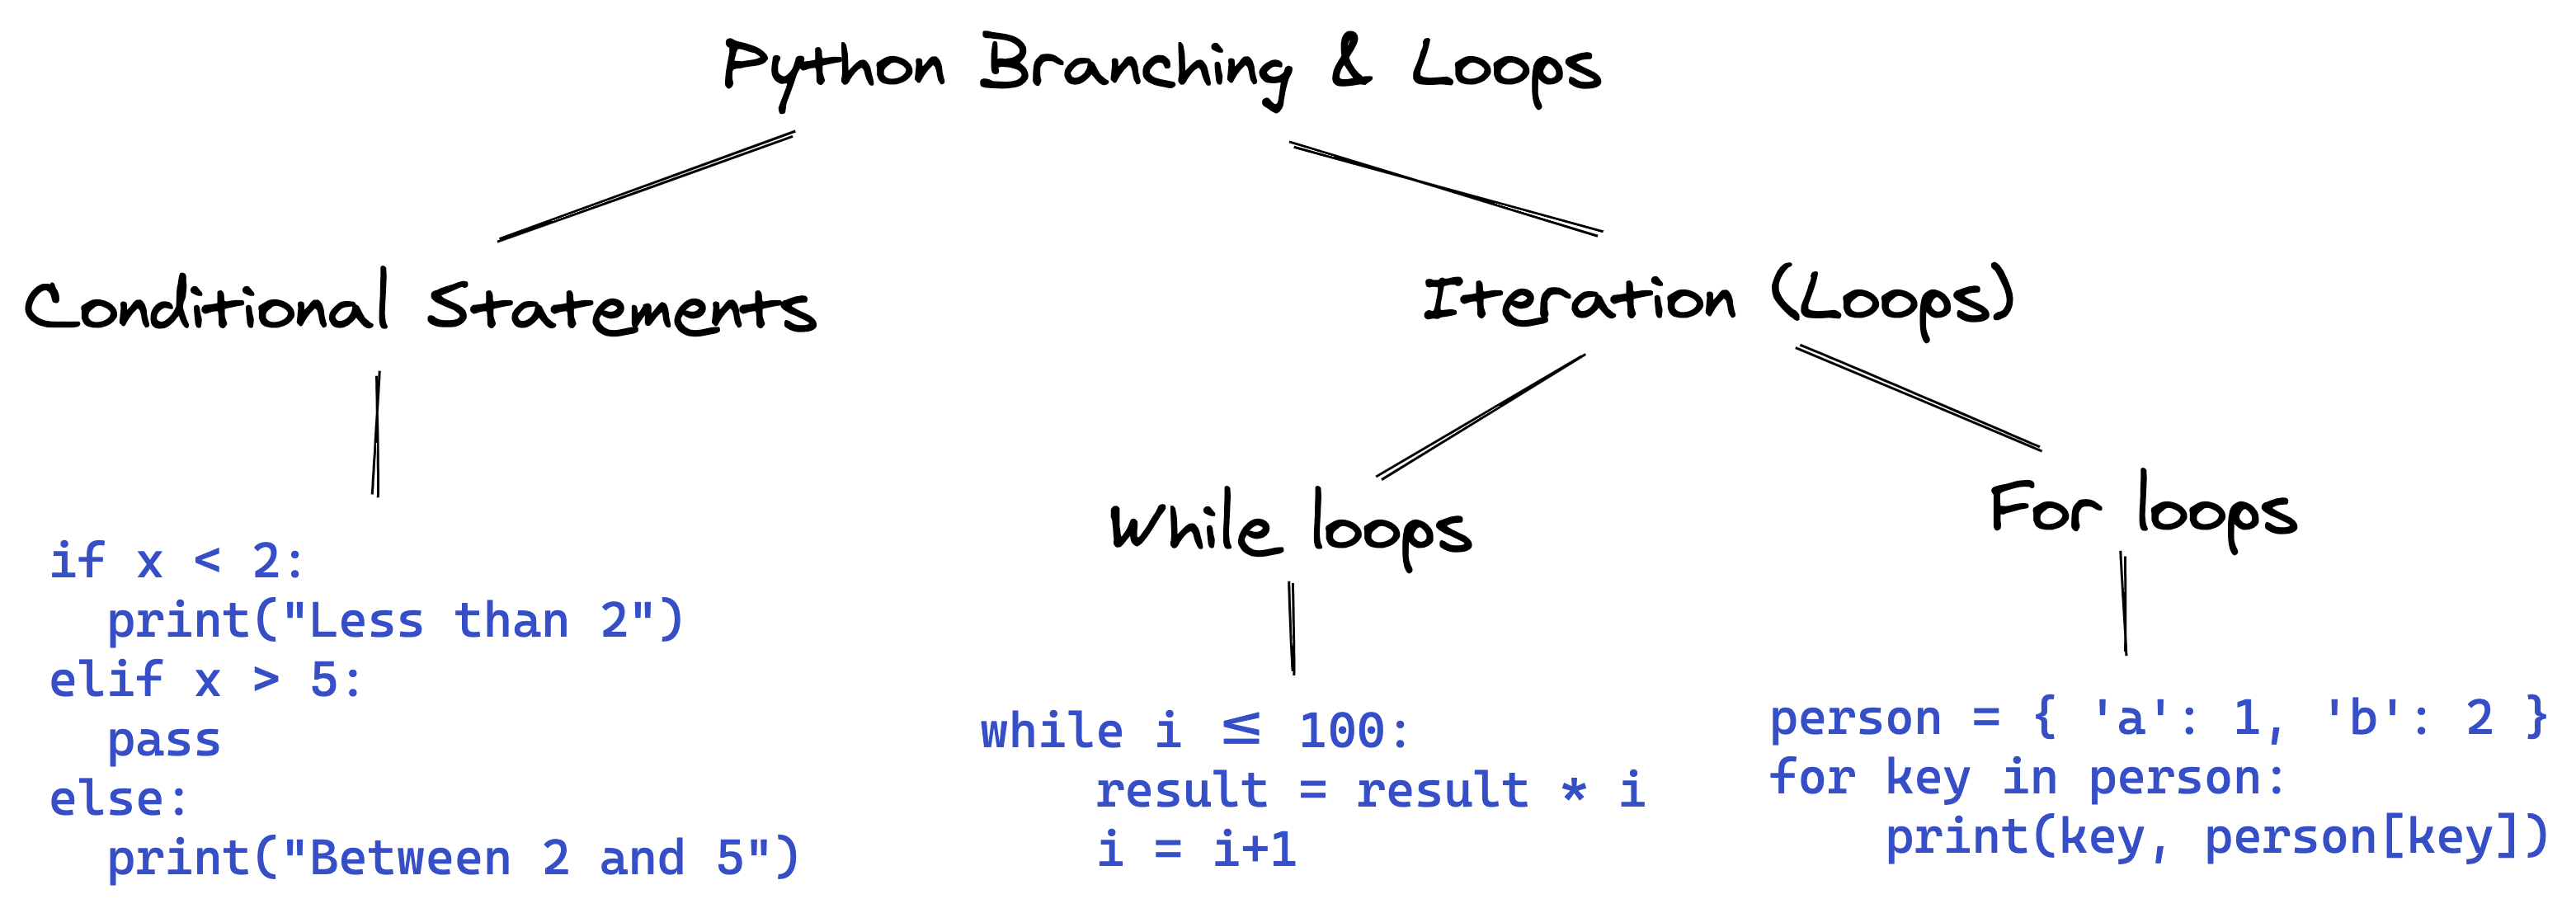 Python Branching & Loops
Conditional Statements
Iteration (Loops)
While loops
For loops
if x < 2:
  print("Less than 2")
elif x > 5:
  pass
else:
  print("Between 2 and 5")
while i ≤ 100:
    result = result * i
    i = i+1
person = { 'a': 1, 'b': 2 }
for key in person:
    print(key, person[key])